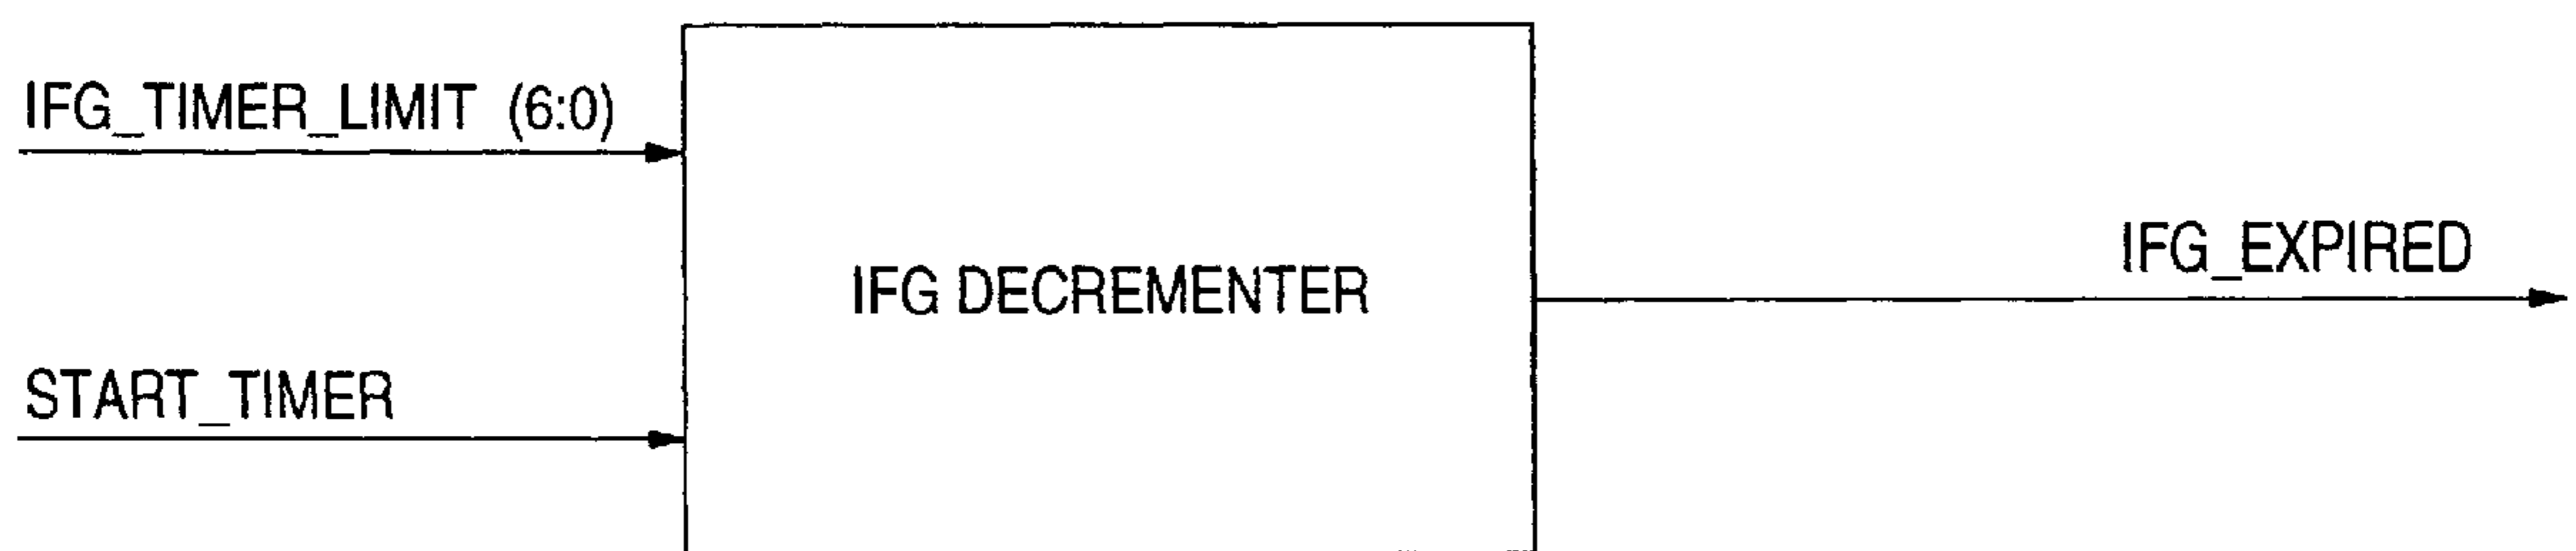 IFG_TIMER_LIMIT (6:0)
IFG DECREMENTER
IFG_EXPIRED
START_TIMER